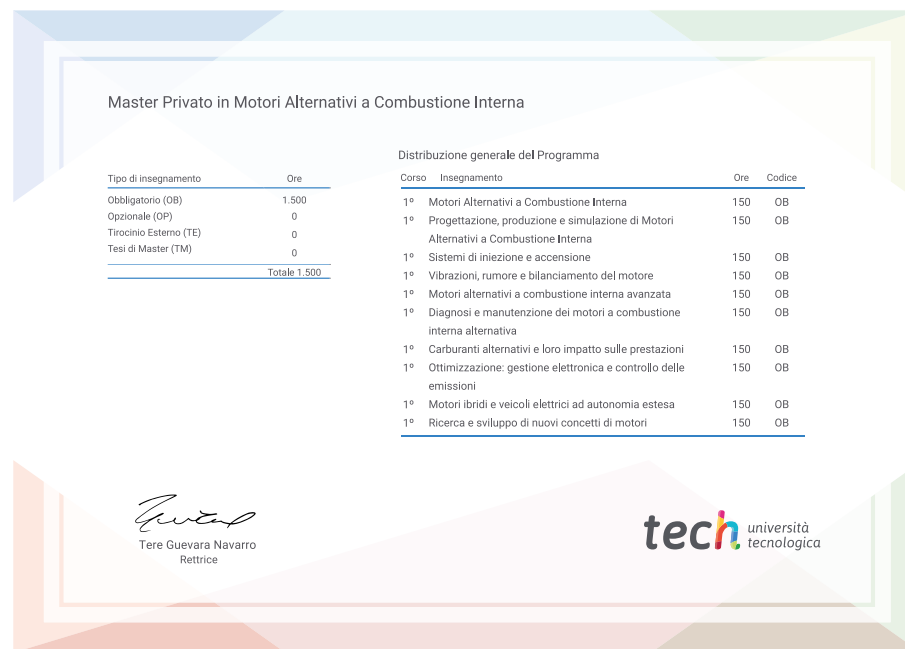 Master Privato in Motori Alternativi a Combustione Interna
Tipo di insegnamento Ore
Obbligatorio (OB) 1.500
Opzionale (OP) 0
Tirocinio Esterno (TE) 0
Tesi di Master (TM) 0
Totale 1.500
Distribuzione generale del Programma
Corso Insegnamento Ore Codice
1º Motori Alternativi a Combustione Interna 150 OB
1º Progettazione, produzione e simulazione di Motori 150 OB
Alternativi a Combustione Interna
1º Sistemi di iniezione e accensione 150 OB
1º Vibrazioni, rumore e bilanciamento del motore 150 OB
1º Motori alternativi a combustione interna avanzata 150 OB
1º Diagnosi e manutenzione dei motori a combustione 150 OB
interna alternativa
1º Carburanti alternativi e loro impatto sulle prestazioni 150 OB
1º Ottimizzazione: gestione elettronica e controllo delle 150 OB
emissioni
1º Motori ibridi e veicoli elettrici ad autonomia estesa 150 OB
1º Ricerca e sviluppo di nuovi concetti di motori 150 OB
Tere Guevara Navarro
Rettrice
tech università
tecnologica